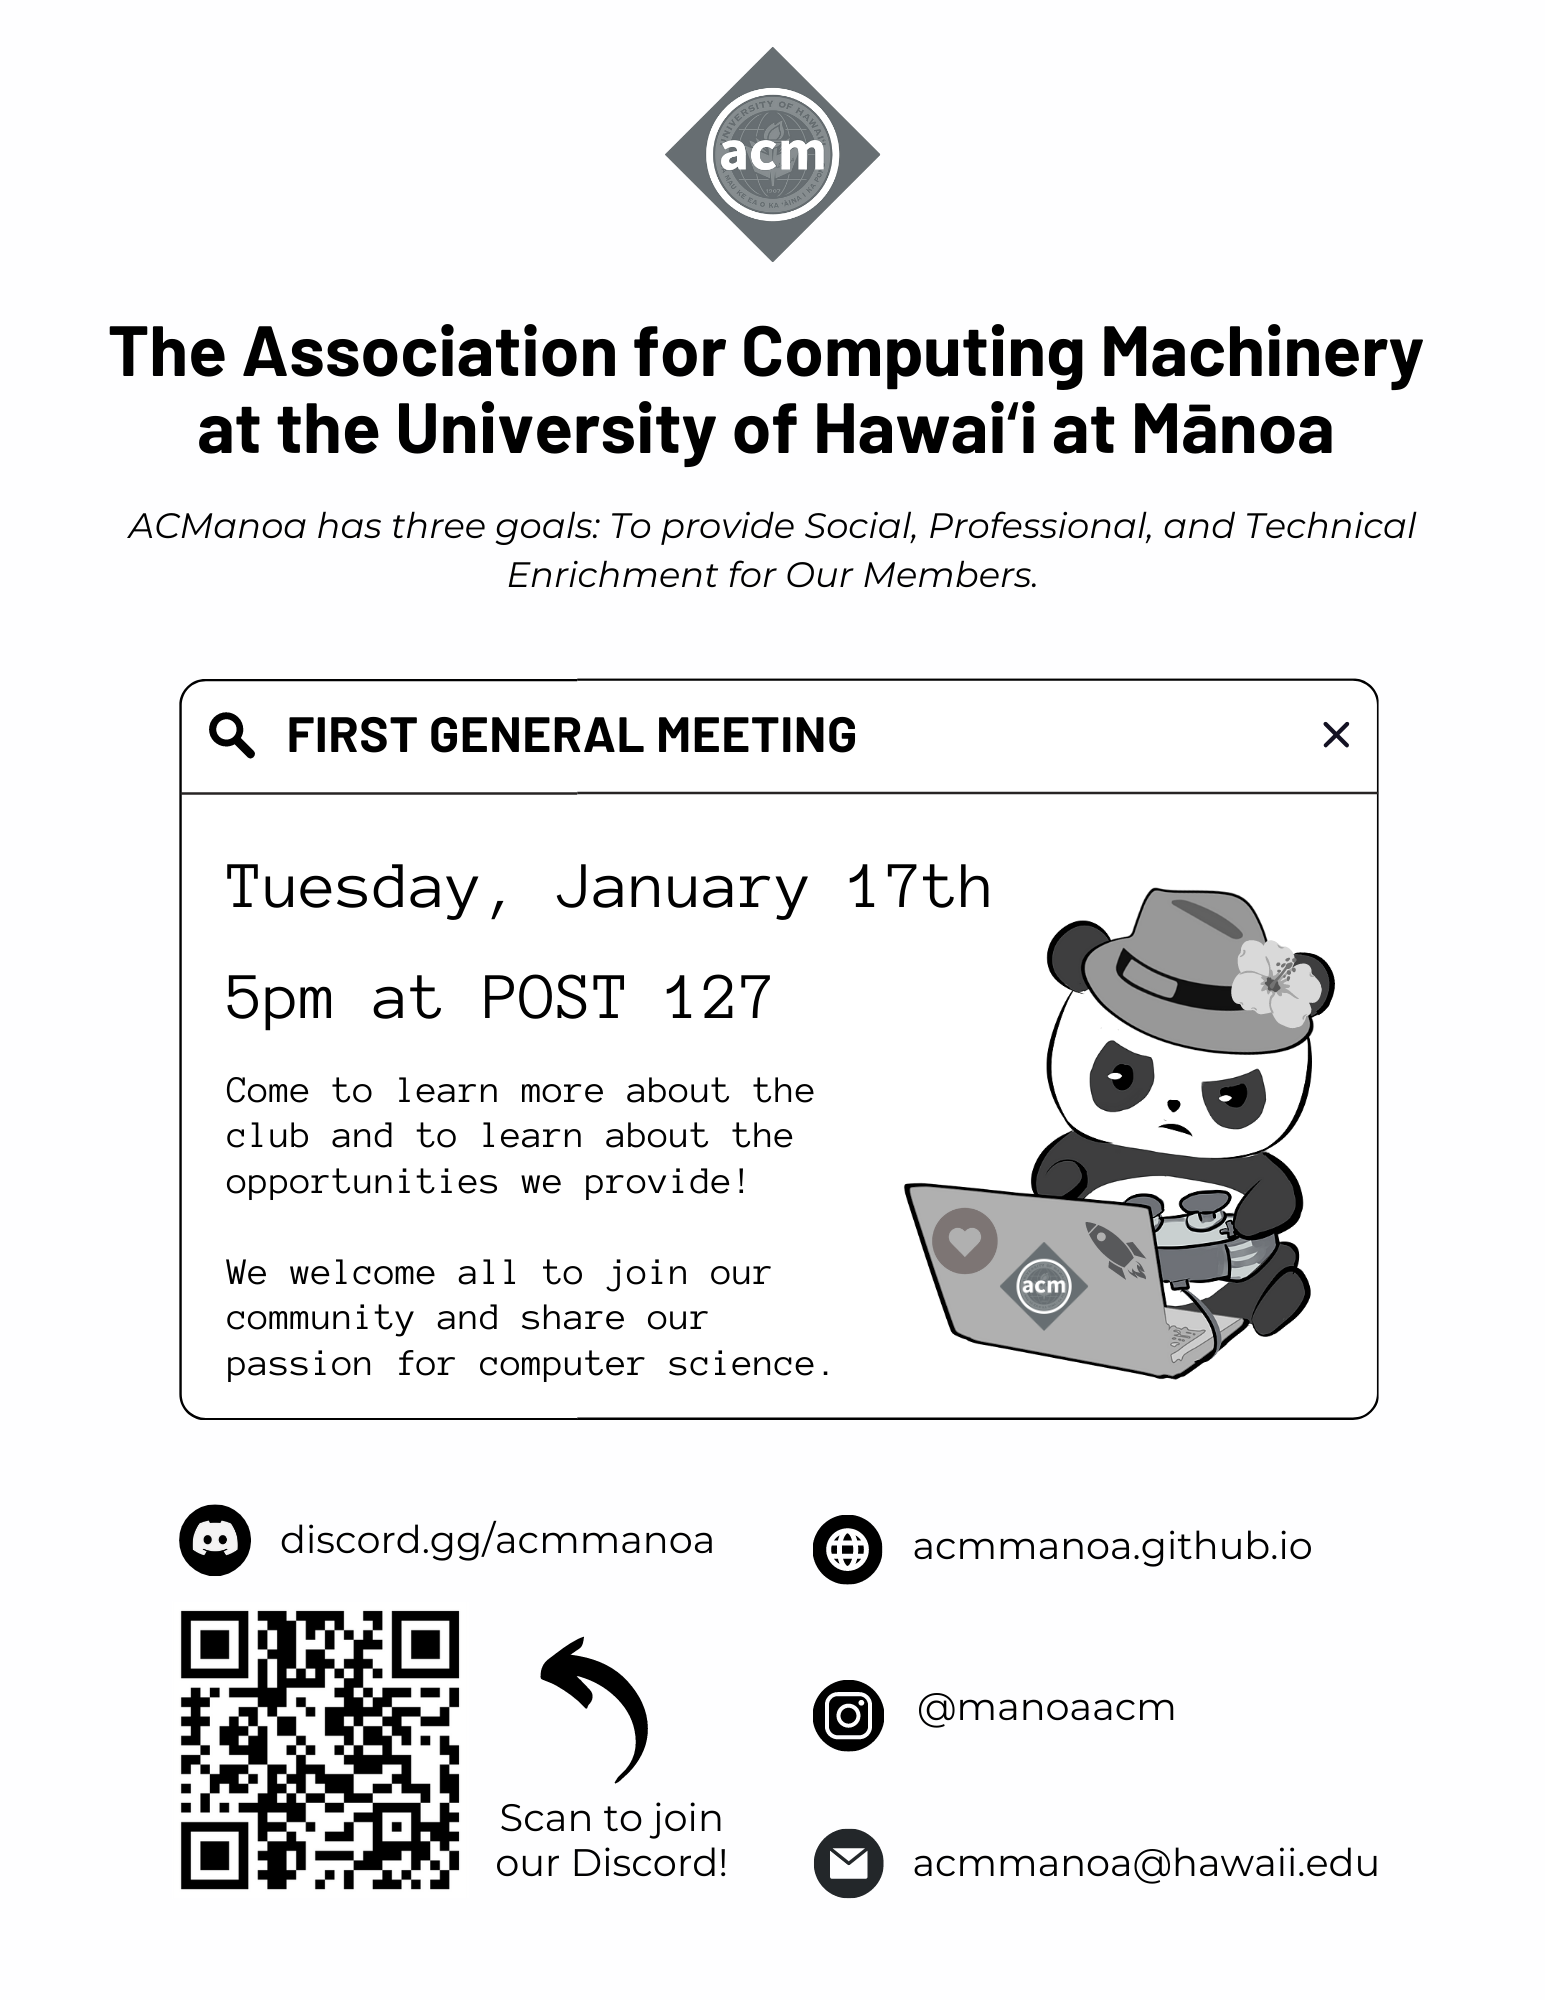 acm
The Association for Computing Machinery
at the University of Hawaiʻi at Mānoa
ACManoa has three goals: To provide Social, Professional, and Technical
Enrichment for Our Members.
FIRST GENERAL MEETING
Tuesday, January 17th
5pm at POST 127
Come to learn more about the
club and to learn about the
opportunities we provide!
We welcome all to join our
community and share our
passion for computer science.
acm
discord.gg/acmmanoa
acmmanoa.github.io
@manoaacm
Scan to join
our Discord!
acmmanoa@hawaii.edu